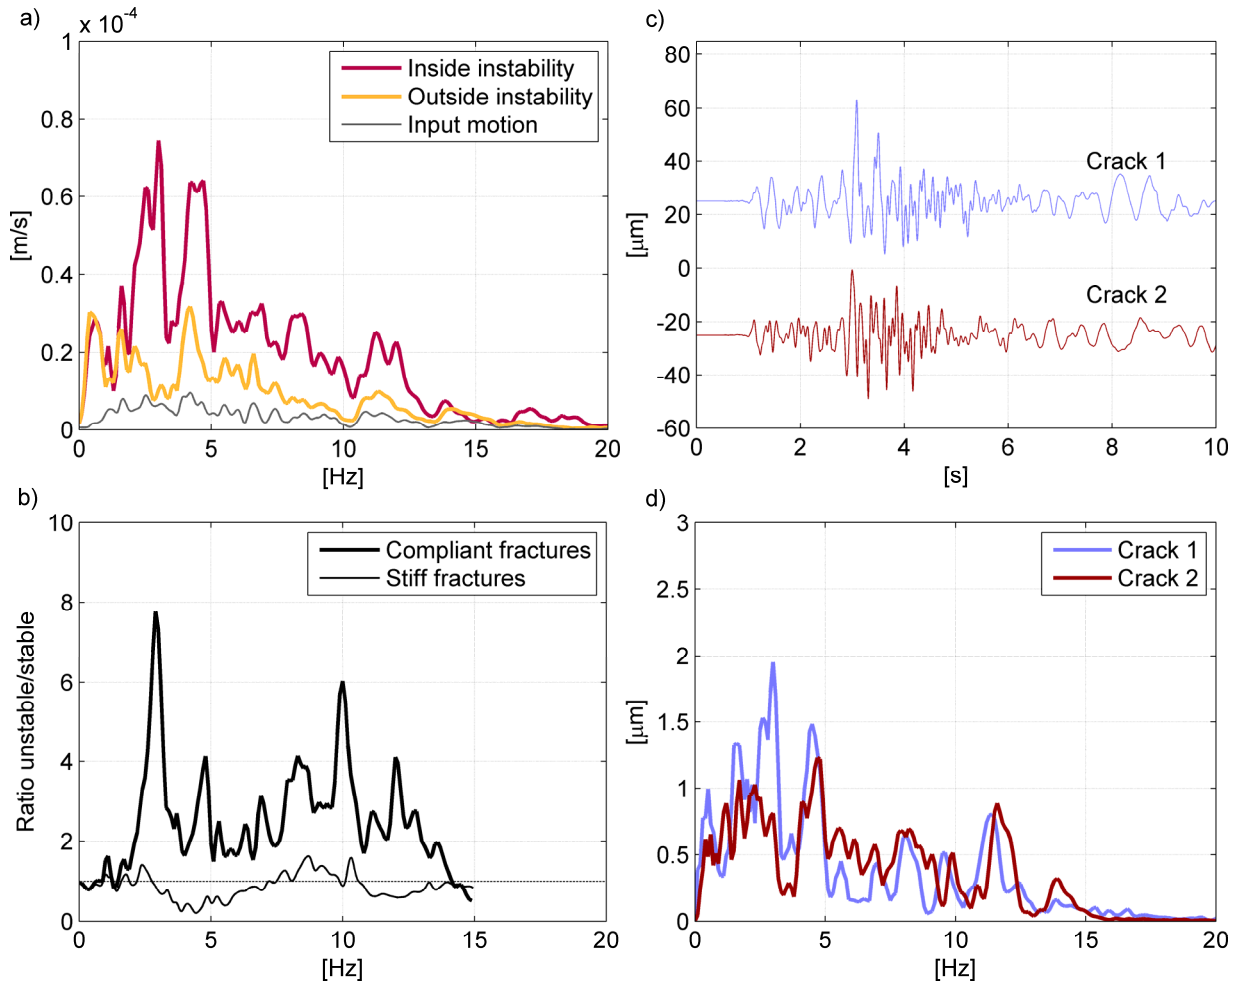 a)
1 x 10-4
0.8
0.6
0.4
0.2
0
[m/s]
Inside instability
Outside instability
Input motion
0 5 10 15 20
[Hz]
b)
10
8
6
4
2
1
0
Ratio unstable/stable
Compliant fractures
Stiff fractures
0 5 10 15 20
[Hz]
c)
80
60
40
20
0
-20
-40
-60
[µm]
Crack 1
Crack 2
0 2 4 6 8 10
[s]
d)
3
2.5
2
1.5
1
0.5
0
[µm]
Crack 1
Crack 2
0 5 10 15 20
[Hz]